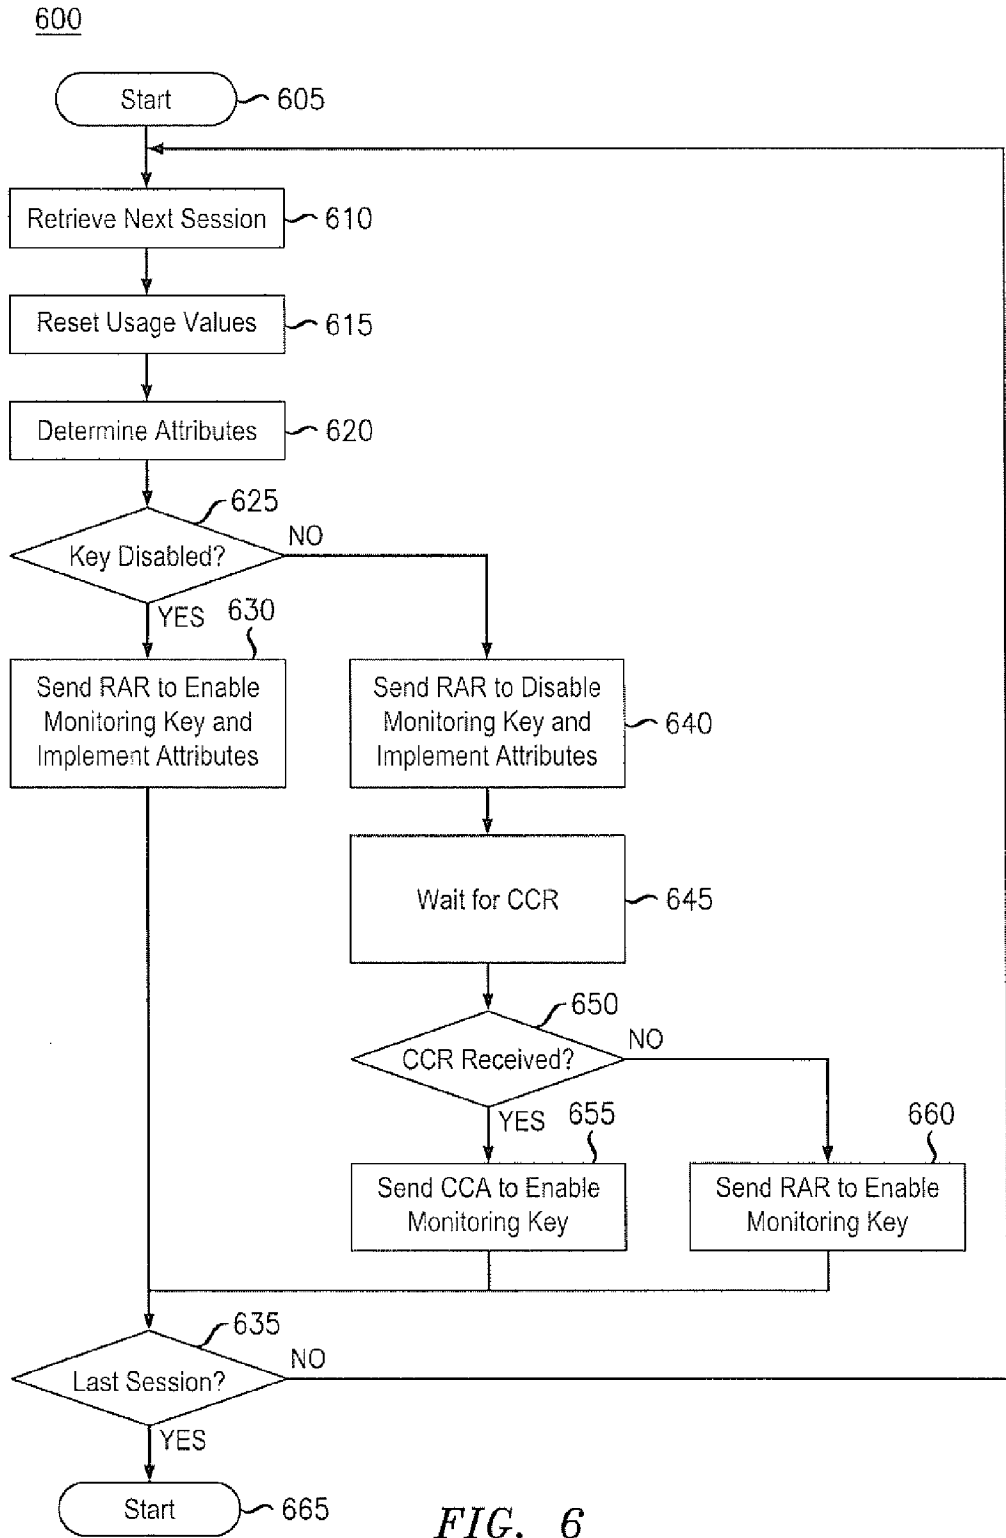 600
Start
605
Retrieve Next Session
610
Reset Usage Values
615
Determine Attributes
620
625
Key Disabled?
NO
YES
630
Send RAR to Enable
Monitoring Key and
Implement Attributes
Send RAR to Disable
Monitoring Key and
Implement Attributes
640
Wait for CCR
645
650
CCR Received?
NO
YES
655
660
Send CCA to Enable
Monitoring Key
Send RAR to Enable
Monitoring Key
635
Last Session?
NO
YES
Start
665
FIG. 6